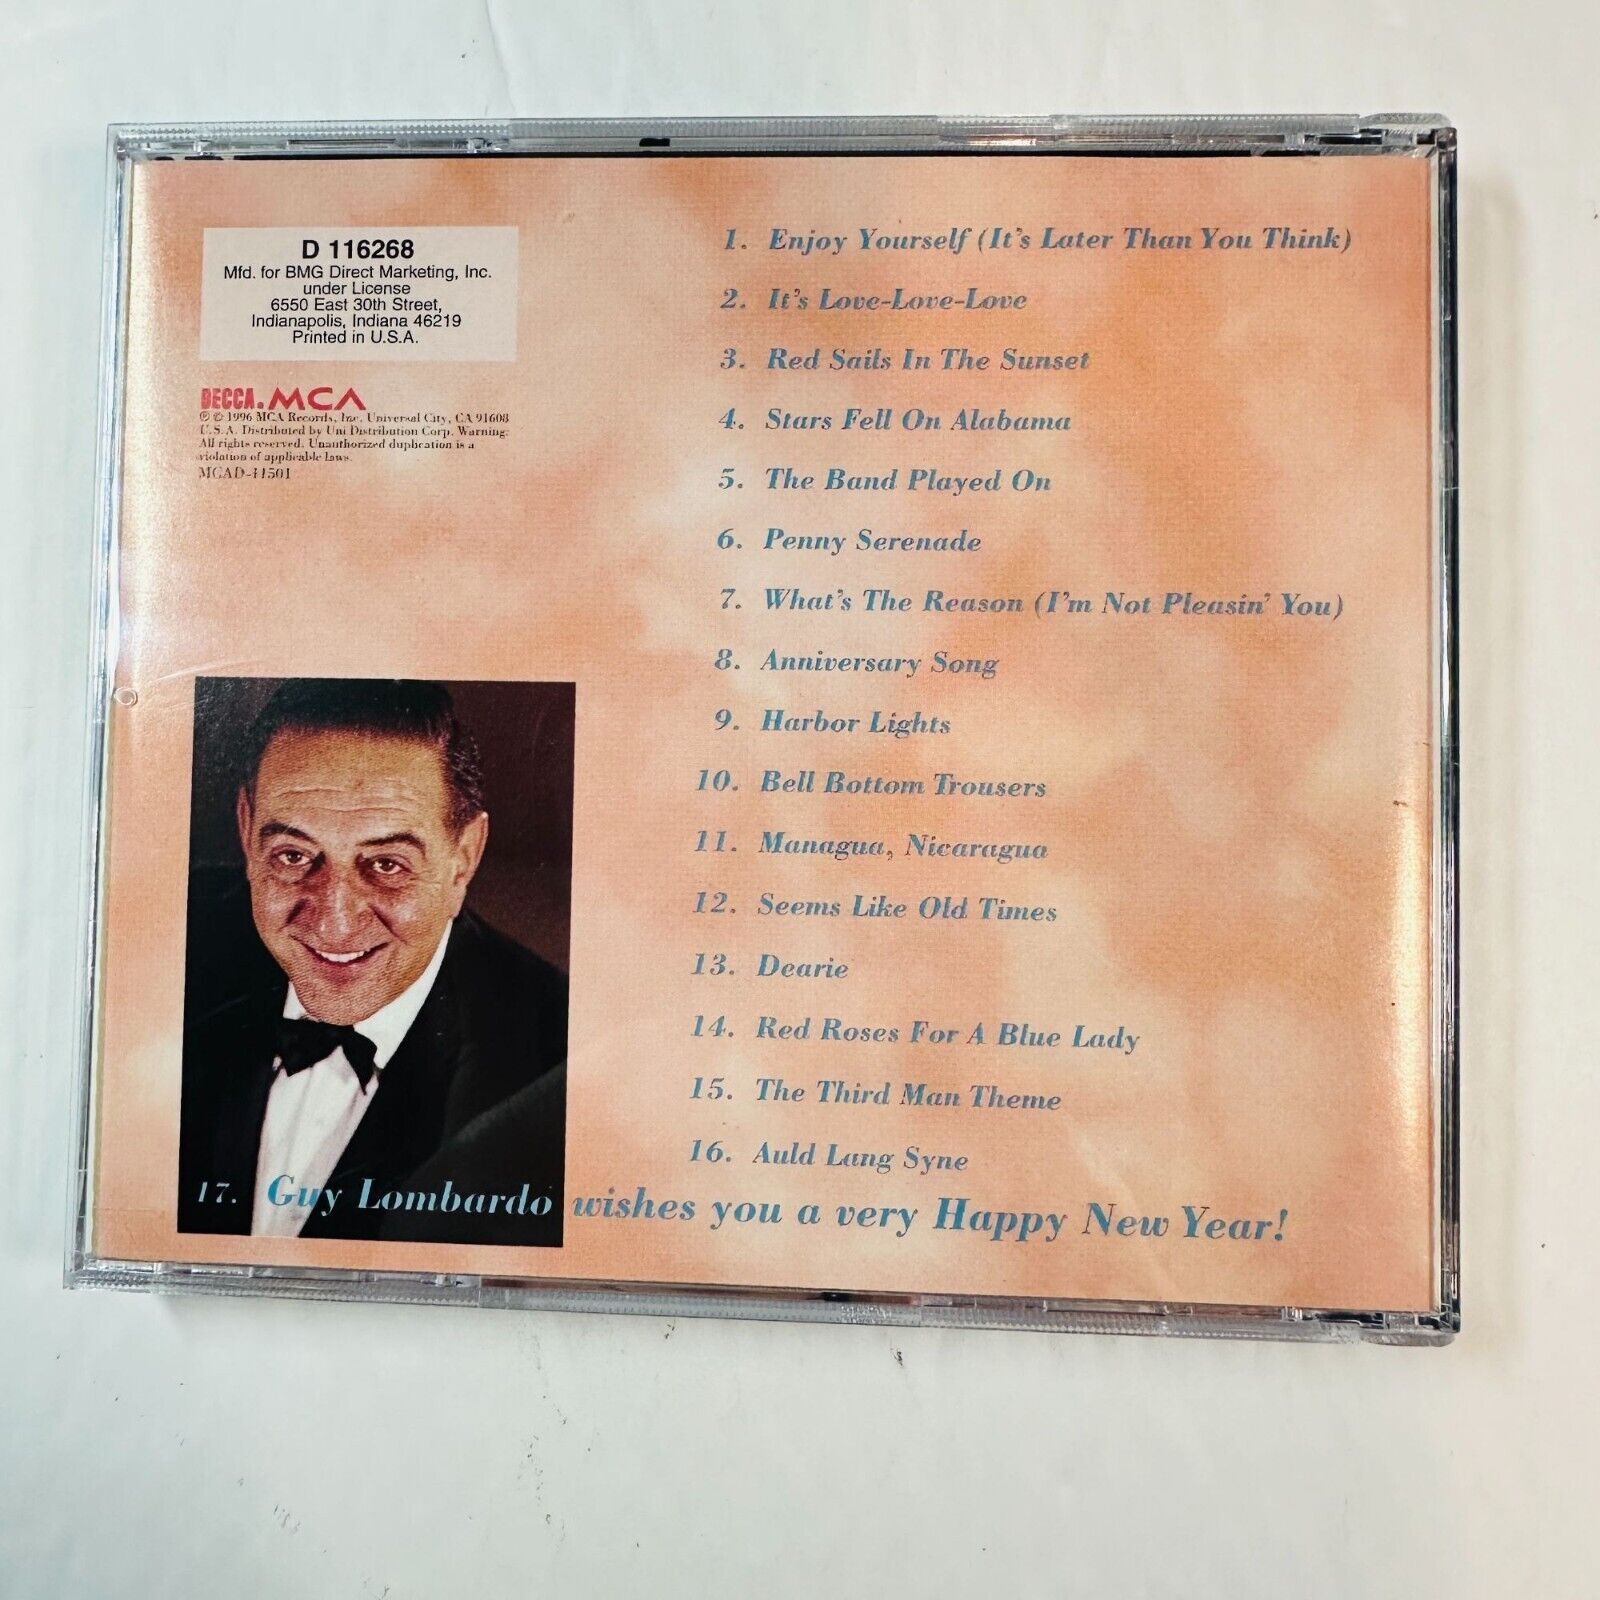 D 116268
Mfd. for BMG Direct Marketing, Inc.
under License
6550 East 30th Street,
Indianapolis, Indiana 46219
Printed in U.S.A.
DECCA. MCA
℗ © 1996 MCA Records, Inc. Universal City, CA 91608
U.S.A. Distributed by Uni Distribution Corp. Warning:
All rights reserved. Unauthorized duplication is a
violation of applicable laws.
MCAD-11501
1. Enjoy Yourself (It's Later Than You Think)
2. It's Love-Love-Love
3. Red Sails In The Sunset
4. Stars Fell On Alabama
5. The Band Played On
6. Penny Serenade
7. What's The Reason (I'm Not Pleasin' You)
8. Anniversary Song
9. Harbor Lights
10. Bell Bottom Trousers
11. Managua, Nicaragua
12. Seems Like Old Times
13. Dearie
14. Red Roses For A Blue Lady
15. The Third Man Theme
16. Auld Lang Syne
17. Guy Lombardo wishes you a very Happy New Year!